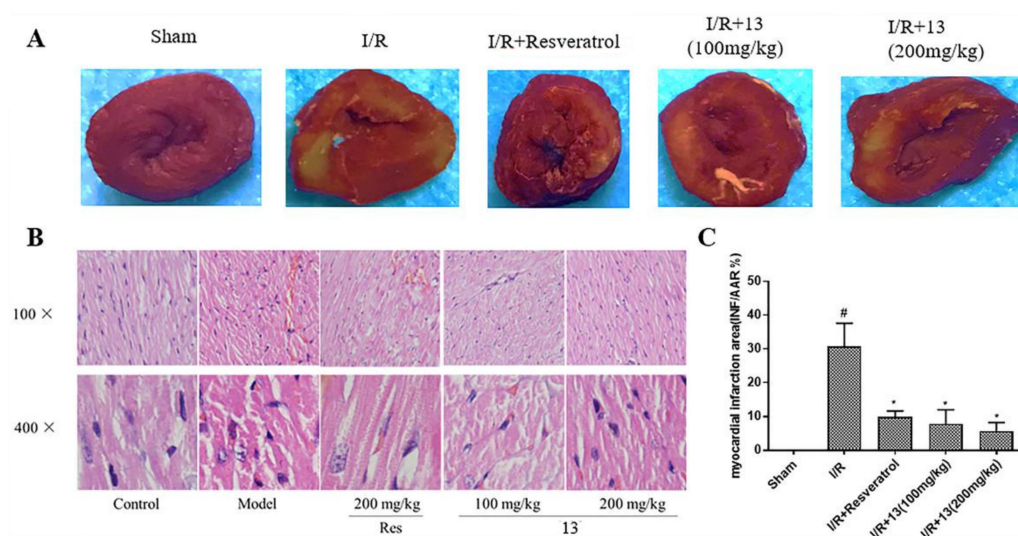 A
Sham
I/R
I/R+Resveratrol
I/R+13
(100mg/kg)
I/R+13
(200mg/kg)
B
100 ×
400 ×
Control
Model
200 mg/kg
100 mg/kg
200 mg/kg
Res
13
C
myocardial infarction area(INF/AAR %)
50
40
30
20
10
0
#
*
*
*
Sham
I/R
I/R+Resveratrol
I/R+13(100mg/kg)
I/R+13(200mg/kg)